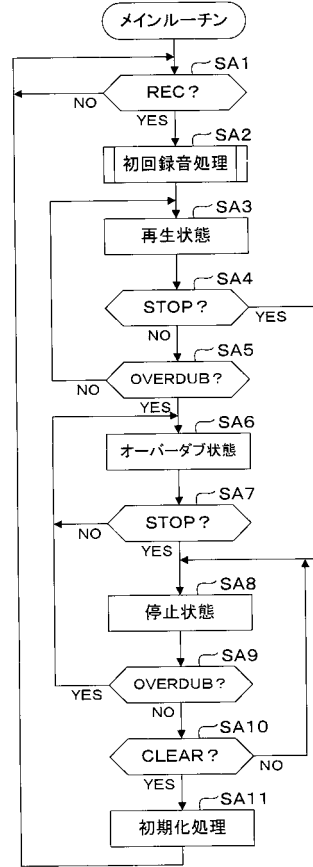 メインルーチン
SA1
REC?
NO
YES
SA2
初回録音処理
SA3
再生状態
SA4
STOP?
YES
NO
SA5
OVERDUB?
NO
YES
SA6
オーバーダブ状態
SA7
STOP?
NO
YES
SA8
停止状態
SA9
OVERDUB?
YES
NO
SA10
CLEAR?
NO
YES
SA11
初期化処理